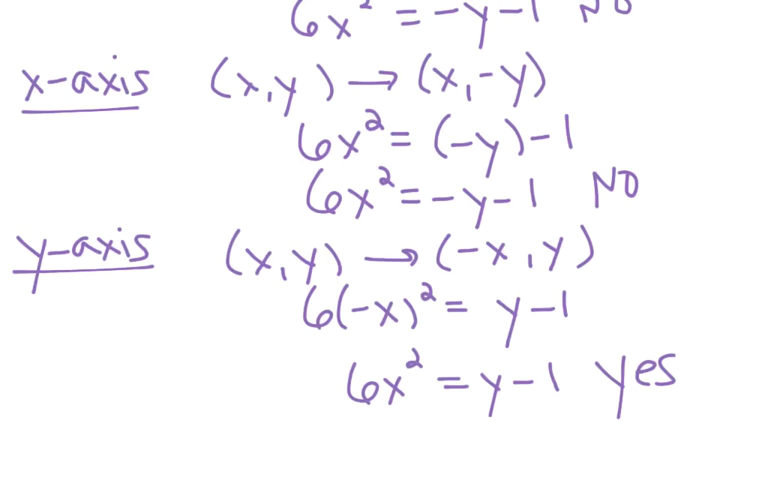 6x² = -y-1 NO
x-axis (x,y) → (x,-y)
6x² = (-y)-1
6x² = -y-1 NO
y-axis (x,y) → (-x,y)
6(-x)² = y-1
6x² = y-1 yes